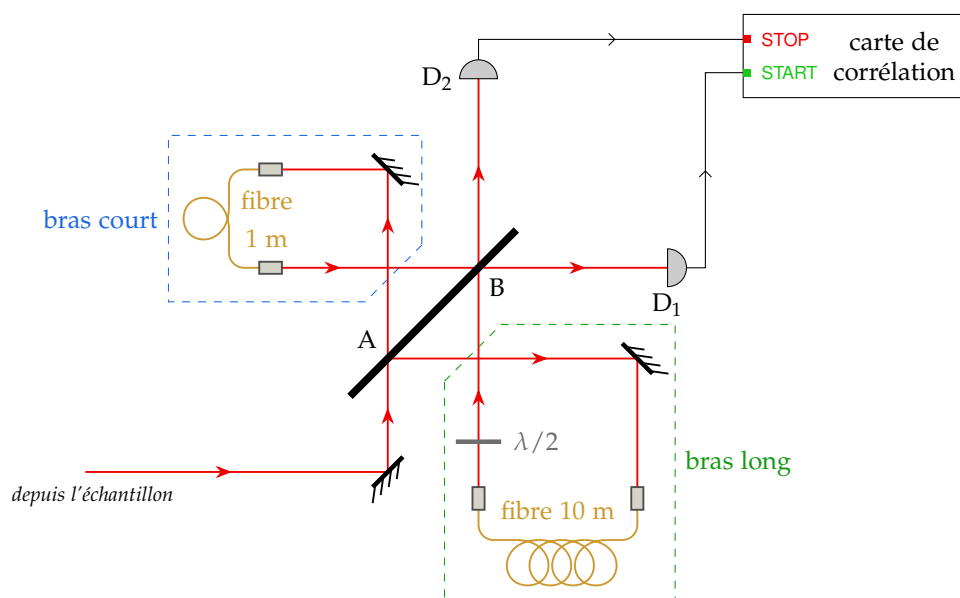 D2
STOP
START
carte de
corrélation
bras court
fibre
1 m
B
D1
A
λ/2
bras long
depuis l'échantillon
fibre 10 m